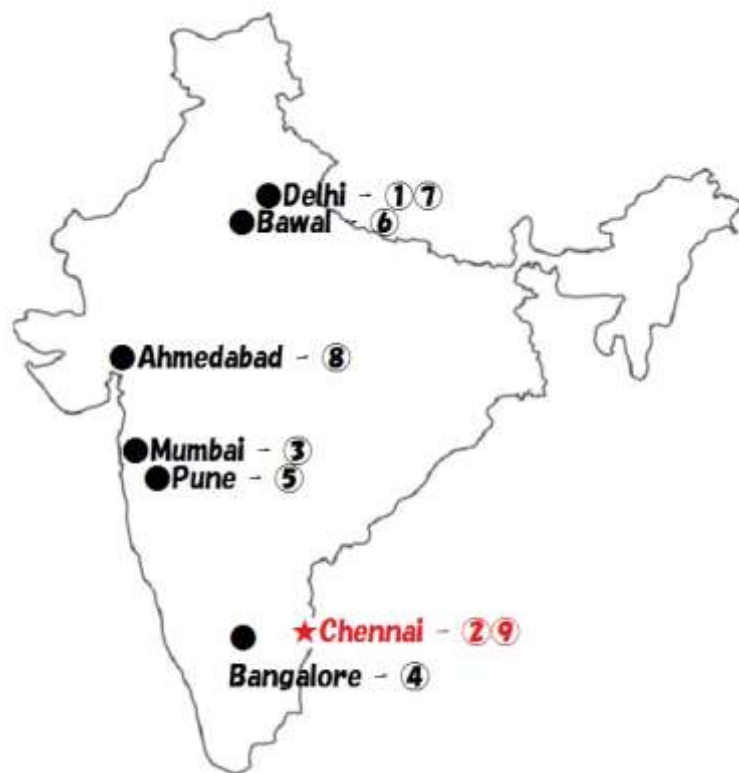 Delhi - ①⑦
Bawal - ⑥
Ahmedabad - ⑧
Mumbai - ③
Pune - ⑤
★Chennai - ②⑨
Bangalore - ④